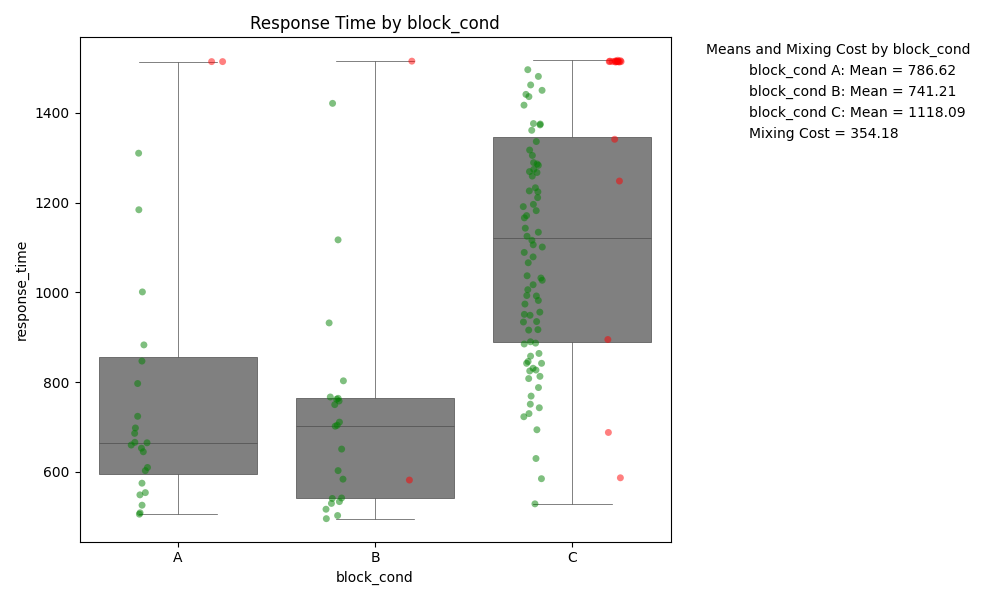 Response Time by block_cond
Means and Mixing Cost by block_cond
block_cond A: Mean = 786.62
block_cond B: Mean = 741.21
block_cond C: Mean = 1118.09
Mixing Cost = 354.18
response_time
1400
1200
1000
800
600
A B C
block_cond